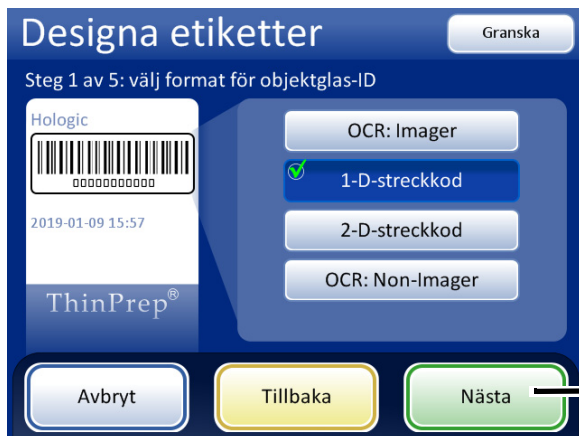 Designa etiketter
Granska
Steg 1 av 5: välj format för objektglas-ID
Hologic
00000000000
2019-01-09 15:57
ThinPrep®
OCR: Imager
1-D-streckkod
2-D-streckkod
OCR: Non-Imager
Avbryt
Tillbaka
Nästa